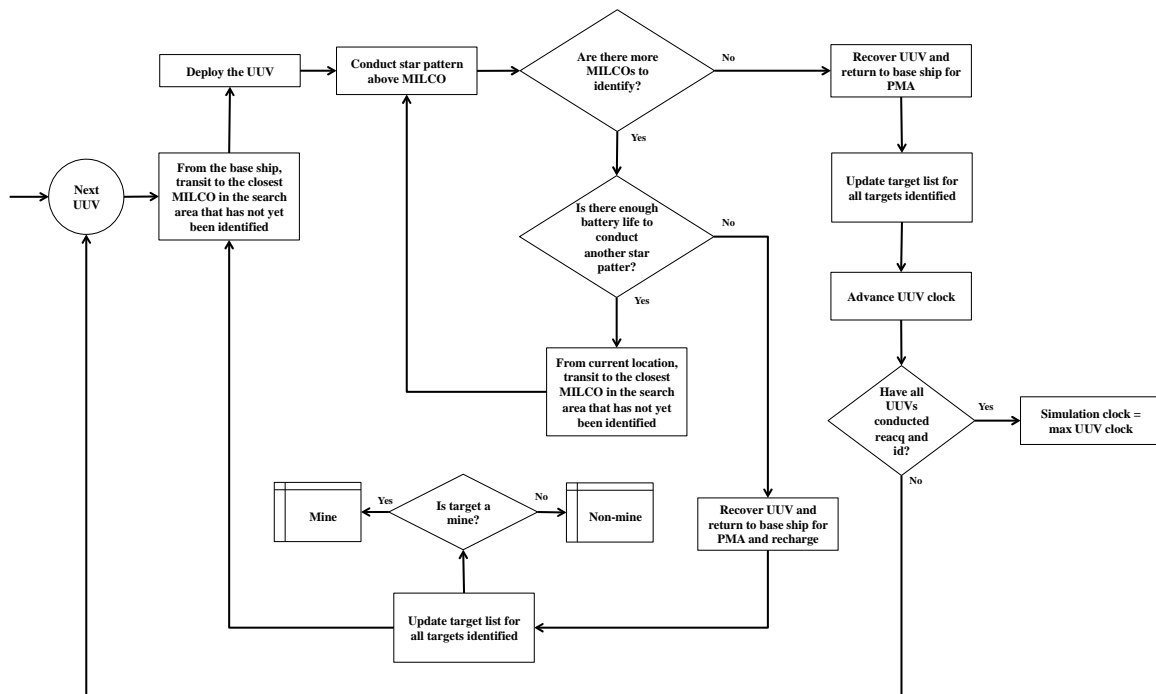 Deploy the UUV
Conduct star pattern
above MILCO
Are there more
MILCOs to
identify?
No
Recover UUV and
return to base ship for
PMA
Yes
Next
UUV
From the base ship,
transit to the closest
MILCO in the search
area that has not yet
been identified
Is there enough
battery life to
conduct
another star
patter?
No
Update target list for
all targets identified
Yes
Advance UUV clock
From current location,
transit to the closest
MILCO in the search
area that has not yet
been identified
Have all
UUVs
conducted
reacq and
id?
Yes
Simulation clock =
max UUV clock
No
Mine
Yes
Is target a
mine?
No
Non-mine
Recover UUV and
return to base ship for
PMA and recharge
Update target list for
all targets identified